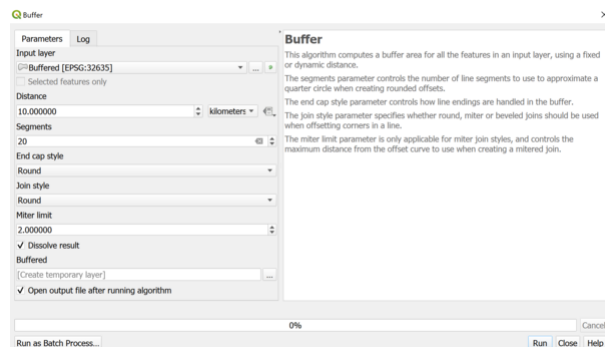 Buffer
Parameters
Log
Input layer
Buffered [EPSG:32635]
...
Selected features only
Distance
10.000000
kilometers
Segments
20
End cap style
Round
Join style
Round
Miter limit
2.000000
✓ Dissolve result
Buffered
[Create temporary layer]
...
✓ Open output file after running algorithm
Buffer
This algorithm computes a buffer area for all the features in an input layer, using a fixed
or dynamic distance.
The segments parameter controls the number of line segments to use to approximate a
quarter circle when creating rounded offsets.
The end cap style parameter controls how line endings are handled in the buffer.
The join style parameter specifies whether round, miter or beveled joins should be used
when offsetting corners in a line.
The miter limit parameter is only applicable for miter join styles, and controls the
maximum distance from the offset curve to use when creating a mitered join.
0%
Cancel
Run as Batch Process...
Run
Close
Help